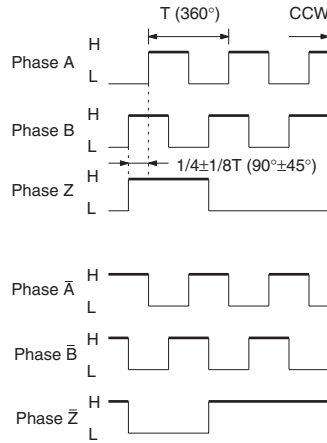 T (360°) CCW
H
Phase A
L
H
Phase B
L
1/4±1/8T (90°±45°)
H
Phase Z
L
H
Phase A̅
L
H
Phase B̅
L
H
Phase Z̅
L